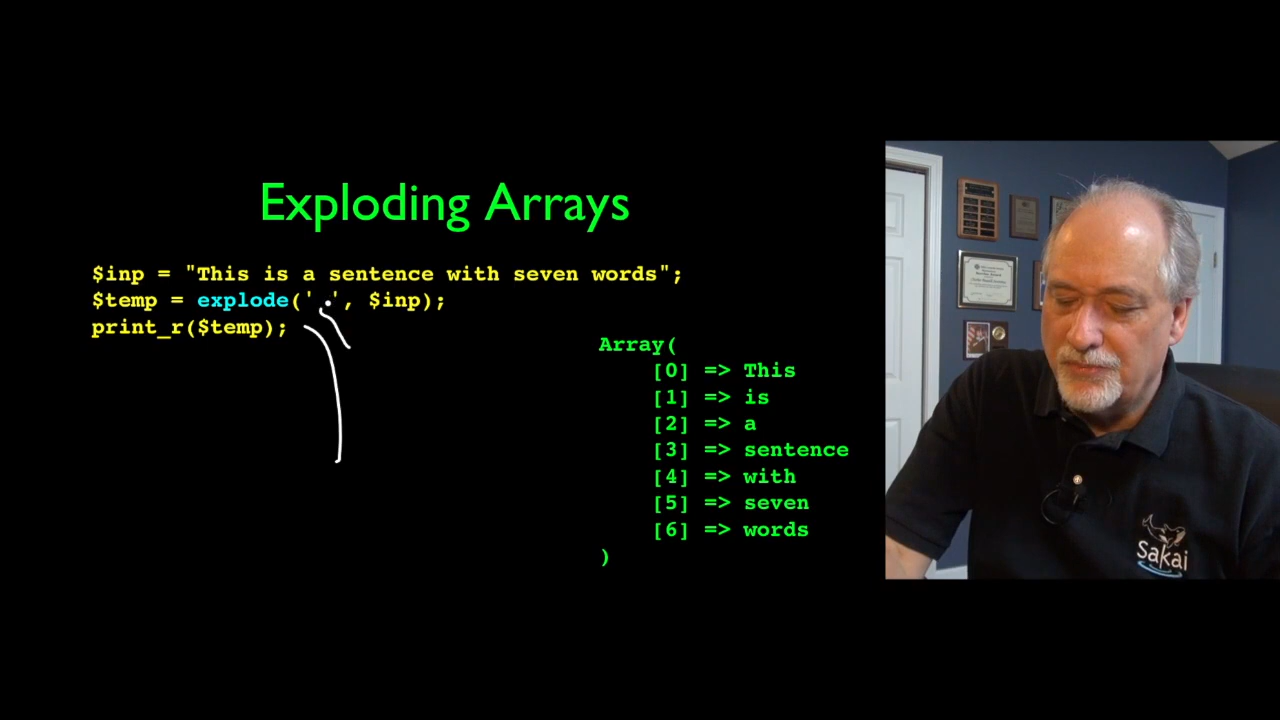 Exploding Arrays
$inp = "This is a sentence with seven words";
$temp = explode(' ', $inp);
print_r($temp);
Array(
[0] => This
[1] => is
[2] => a
[3] => sentence
[4] => with
[5] => seven
[6] => words
)
Sakai